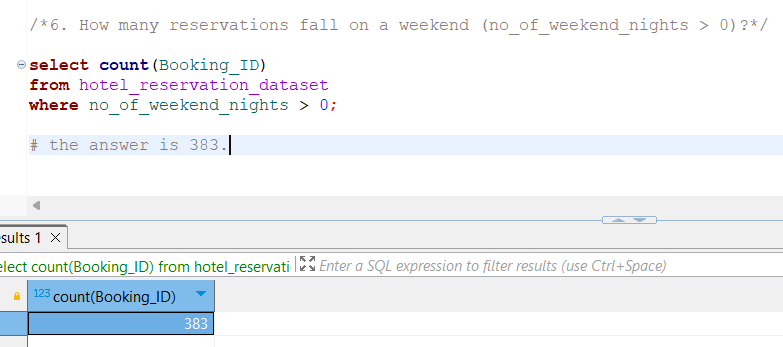 /*6. How many reservations fall on a weekend (no_of_weekend_nights > 0)?*/
select count(Booking_ID)
from hotel_reservation_dataset
where no_of_weekend_nights > 0;
# the answer is 383.
esults 1
elect count(Booking_ID) from hotel_reservati
Enter a SQL expression to filter results (use Ctrl+Space)
123 count(Booking_ID)
383